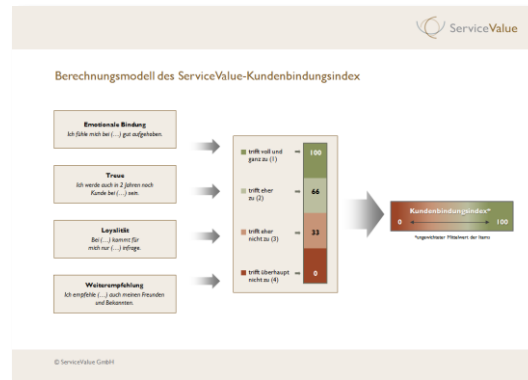 ServiceValue
Berechnungsmodell des ServiceValue-Kundenbindungsindex
Emotionale Bindung
Ich fühle mich bei (…) gut aufgehoben.
Treue
Ich werde auch in 2 Jahren noch
Kunde bei (…) sein.
Loyalität
Bei (…) kommt für
mich nur (…) infrage.
Weiterempfehlung
Ich empfehle (…) auch meinen Freunden
und Bekannten.
trifft voll und
ganz zu (1) = 100
trifft eher
zu (2) = 66
trifft eher
nicht zu (3) = 33
trifft überhaupt
nicht zu (4) = 0
Kundenbindungsindex*
0 100
*ungewichteter Mittelwert der Items
© ServiceValue GmbH